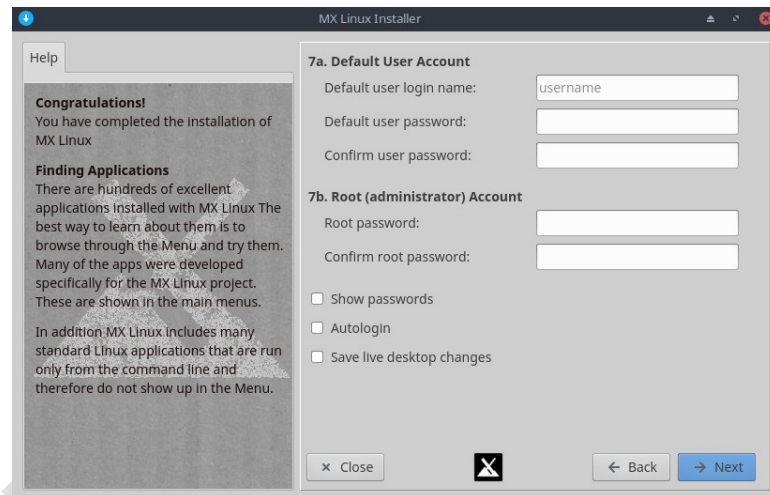 MX Linux Installer
Help
Congratulations!
You have completed the installation of
MX Linux
Finding Applications
There are hundreds of excellent
applications installed with MX Linux The
best way to learn about them is to
browse through the Menu and try them.
Many of the apps were developed
specifically for the MX Linux project.
These are shown in the main menus.
In addition MX Linux includes many
standard Linux applications that are run
only from the command line and
therefore do not show up in the Menu.
7a. Default User Account
Default user login name:
username
Default user password:
Confirm user password:
7b. Root (administrator) Account
Root password:
Confirm root password:
Show passwords
Autologin
Save live desktop changes
Close
Back
Next